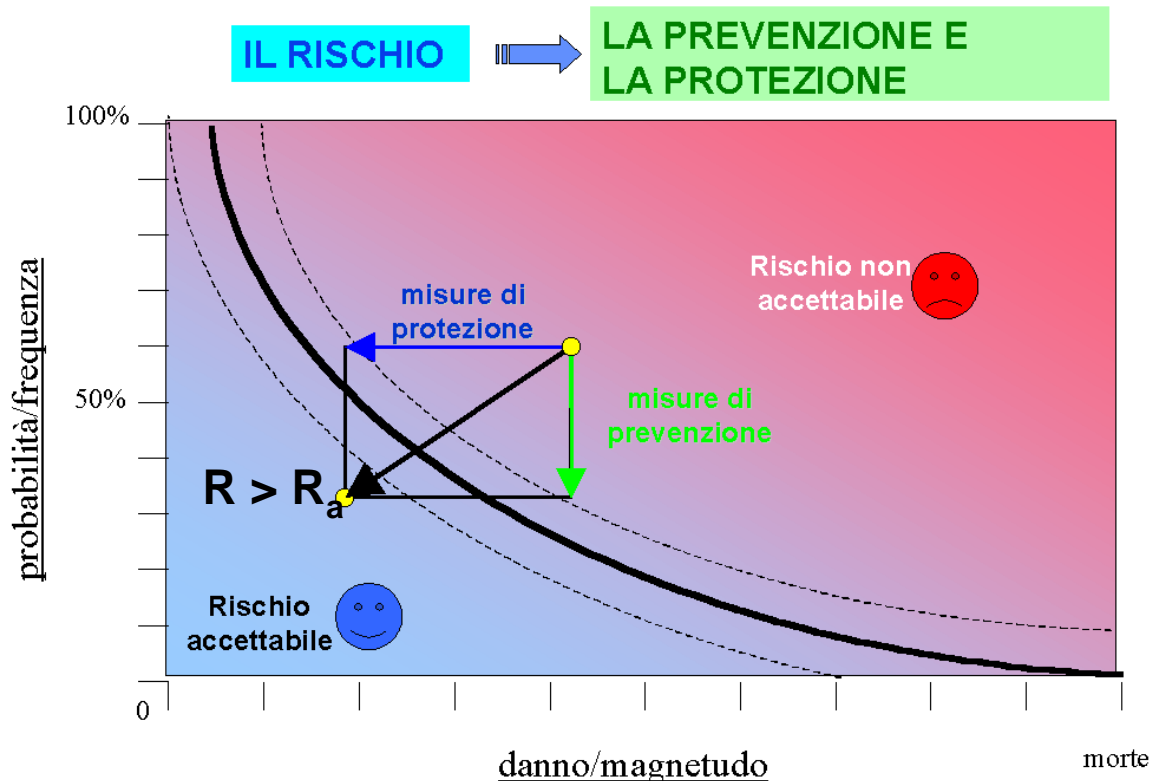 IL RISCHIO
LA PREVENZIONE E
LA PROTEZIONE
100%
Rischio non
accettabile
misure di
protezione
50%
misure di
prevenzione
R > Ra
probabilità/frequenza
Rischio
accettabile
0
danno/magnetudo
morte